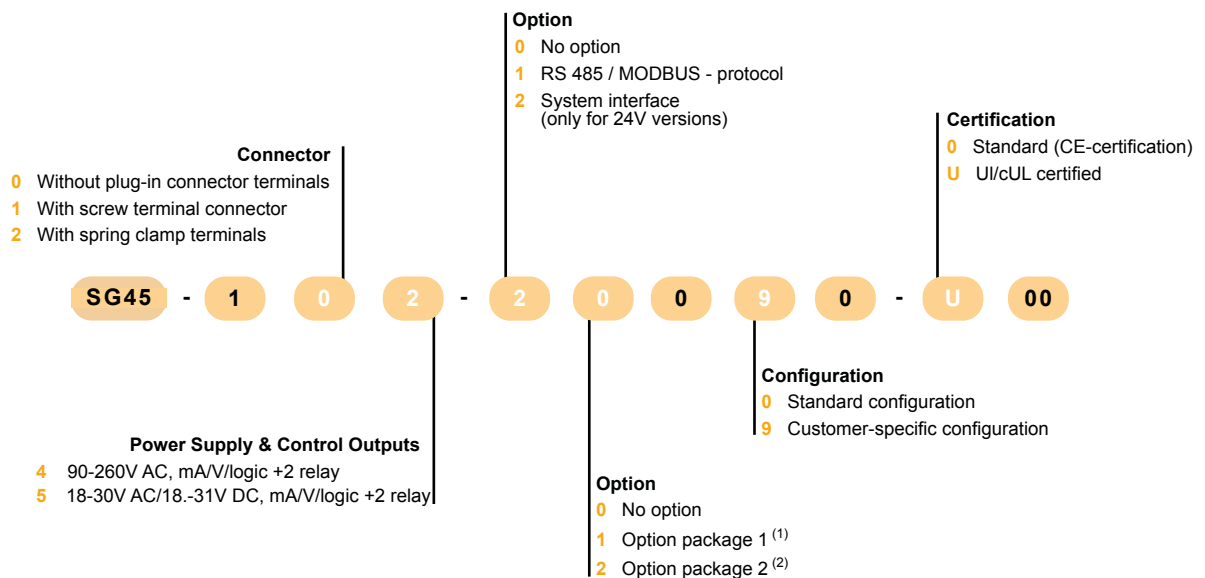 Option
0 No option
1 RS 485 / MODBUS - protocol
2 System interface
(only for 24V versions)
Certification
0 Standard (CE-certification)
U Ul/cUL certified
Connector
0 Without plug-in connector terminals
1 With screw terminal connector
2 With spring clamp terminals
SG45 - 1 0 2 - 2 0 0 9 0 - U 00
Configuration
0 Standard configuration
9 Customer-specific configuration
Power Supply & Control Outputs
4 90-260V AC, mA/V/logic +2 relay
5 18-30V AC/18.-31V DC, mA/V/logic +2 relay
Option
0 No option
1 Option package 1 (1)
2 Option package 2 (2)